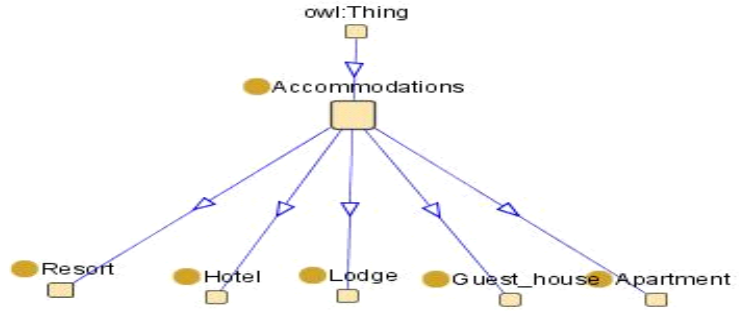 owl:Thing
Accommodations
Resort
Hotel
Lodge
Guest_house
Apartment